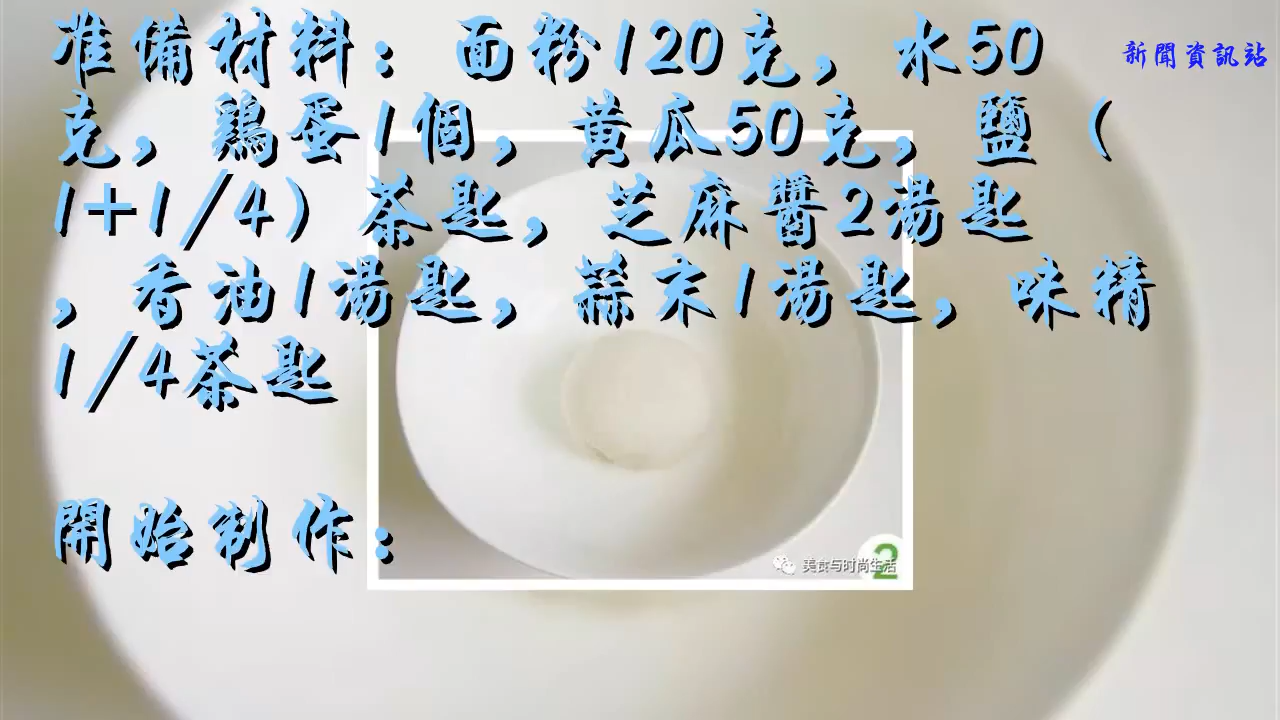 准備材料：面粉120克，水50
克，鷄蛋1個，黄瓜50克，鹽（
1+1/4）茶匙，芝麻醬2湯匙
，香油1湯匙，蒜末1湯匙，味精
1/4茶匙
開始制作：
新聞資訊站
美食与时尚生活
2